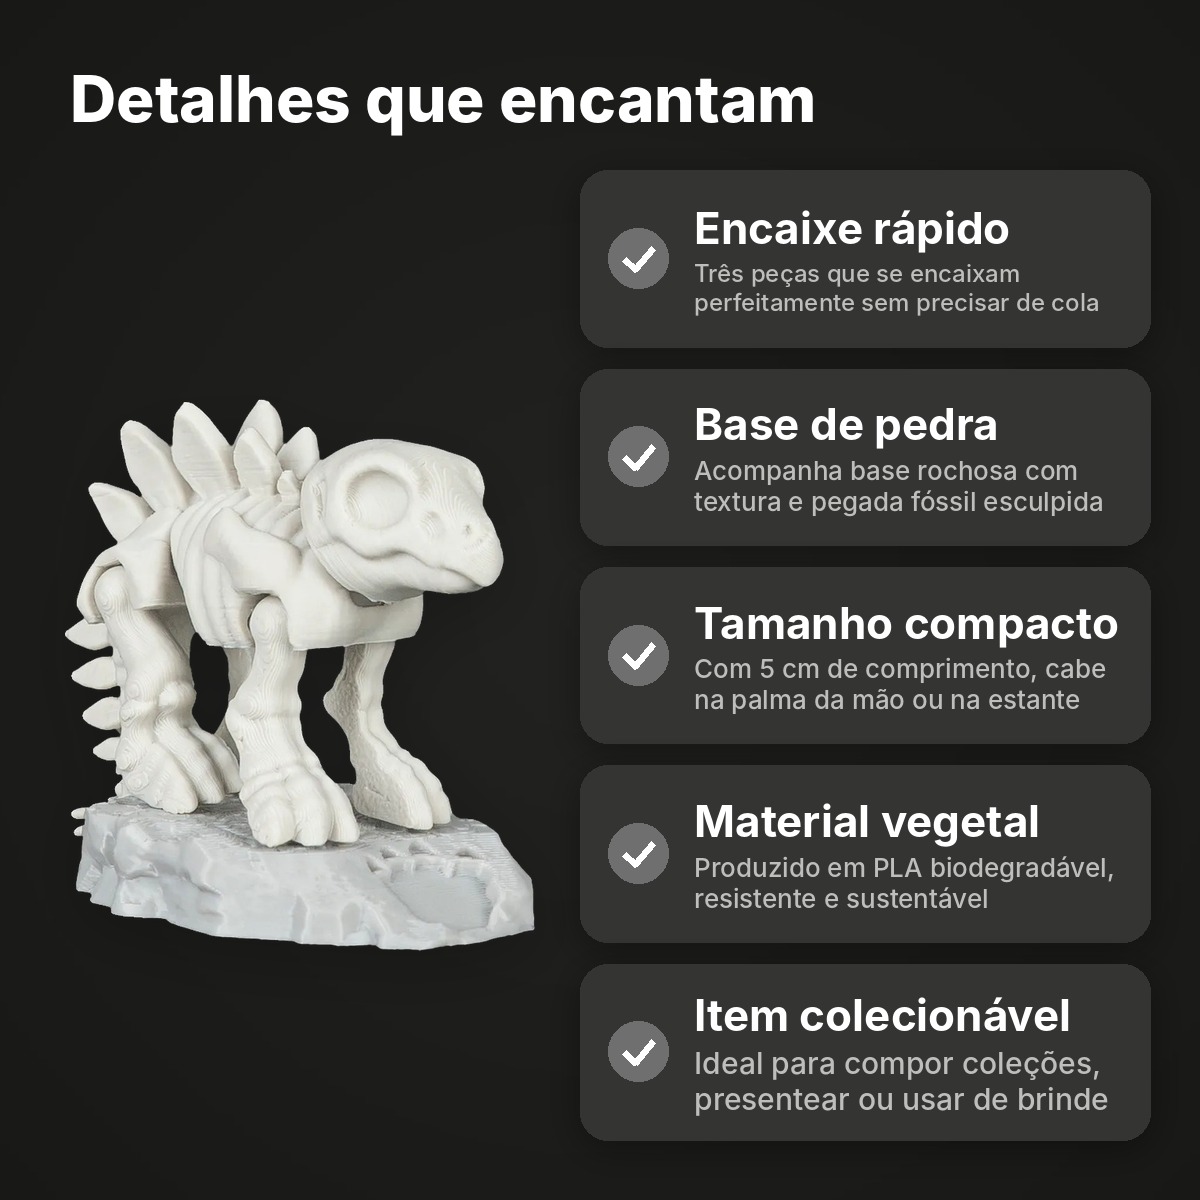 Detalhes que encantam
Encaixe rápido
Três peças que se encaixam
perfeitamente sem precisar de cola
Base de pedra
Acompanha base rochosa com
textura e pegada fóssil esculpida
Tamanho compacto
Com 5 cm de comprimento, cabe
na palma da mão ou na estante
Material vegetal
Produzido em PLA biodegradável,
resistente e sustentável
Item colecionável
Ideal para compor coleções,
presentear ou usar de brinde